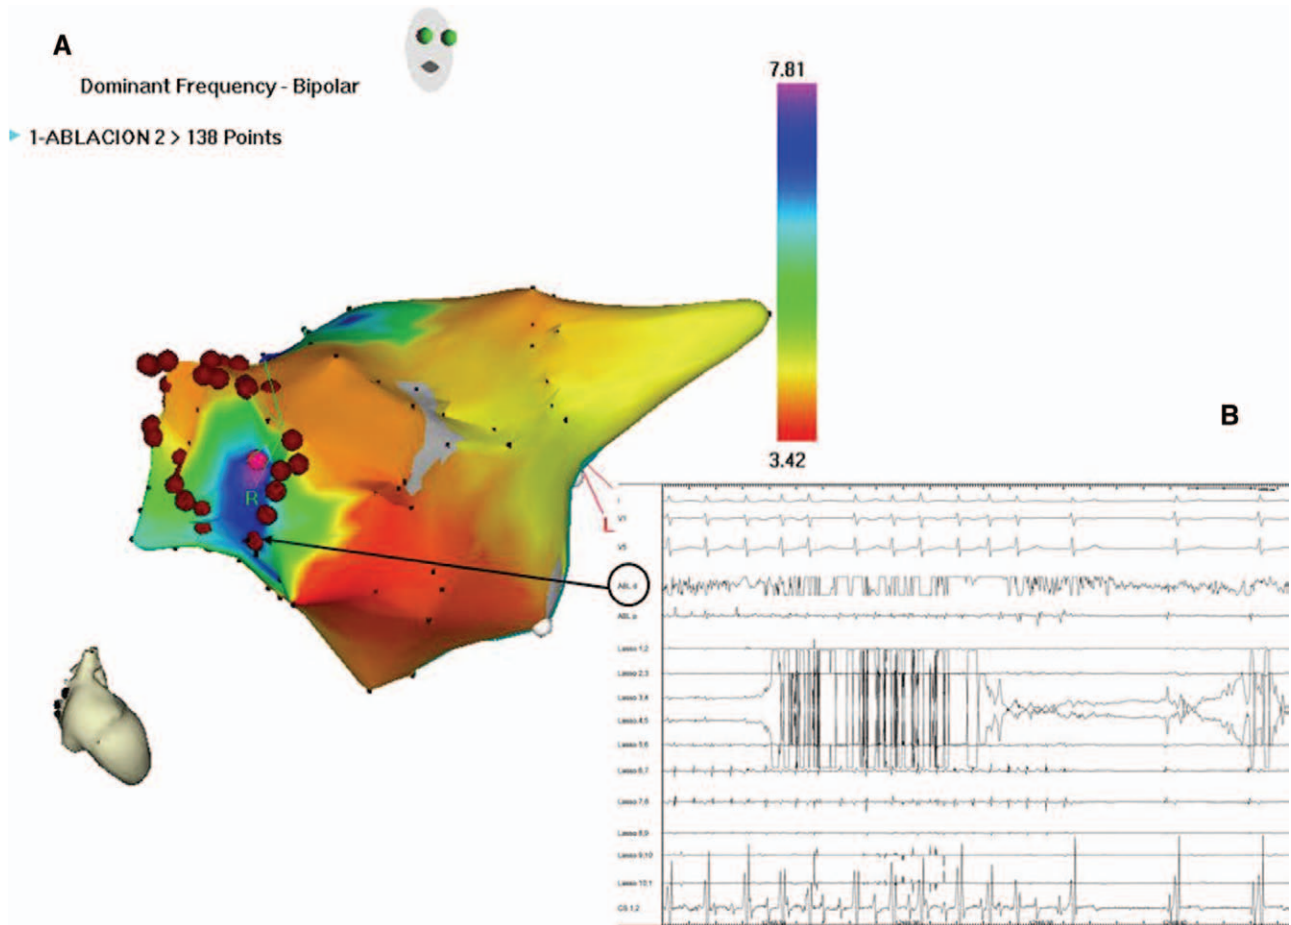 A
Dominant Frequency - Bipolar
1-ABLACION 2 > 138 Points
7.81
3.42
R
L
B
I
V1
V5
ABL d
ABL p
Lasso 1,2
Lasso 2,3
Lasso 3,4
Lasso 4,5
Lasso 5,6
Lasso 6,7
Lasso 7,8
Lasso 8,9
Lasso 9,10
Lasso 10,1
CS 1,2